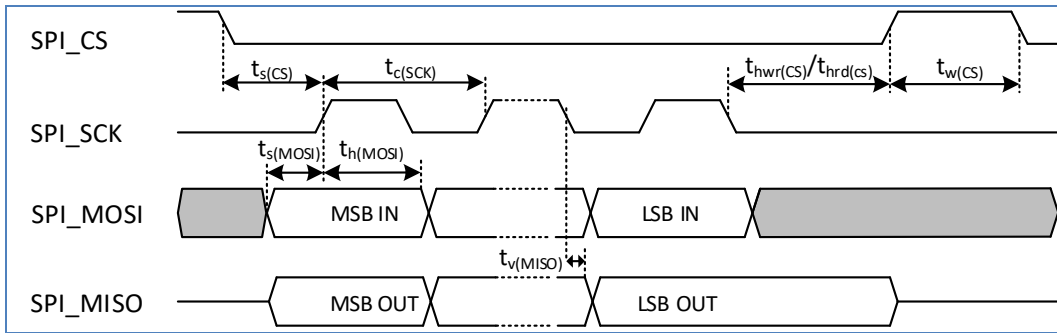 SPI_CS
t_s(CS) t_c(SCK) t_hwr(CS)/t_hrd(cs) t_w(CS)
SPI_SCK
t_s(MOSI) t_h(MOSI)
SPI_MOSI MSB IN LSB IN
t_v(MISO)
SPI_MISO MSB OUT LSB OUT